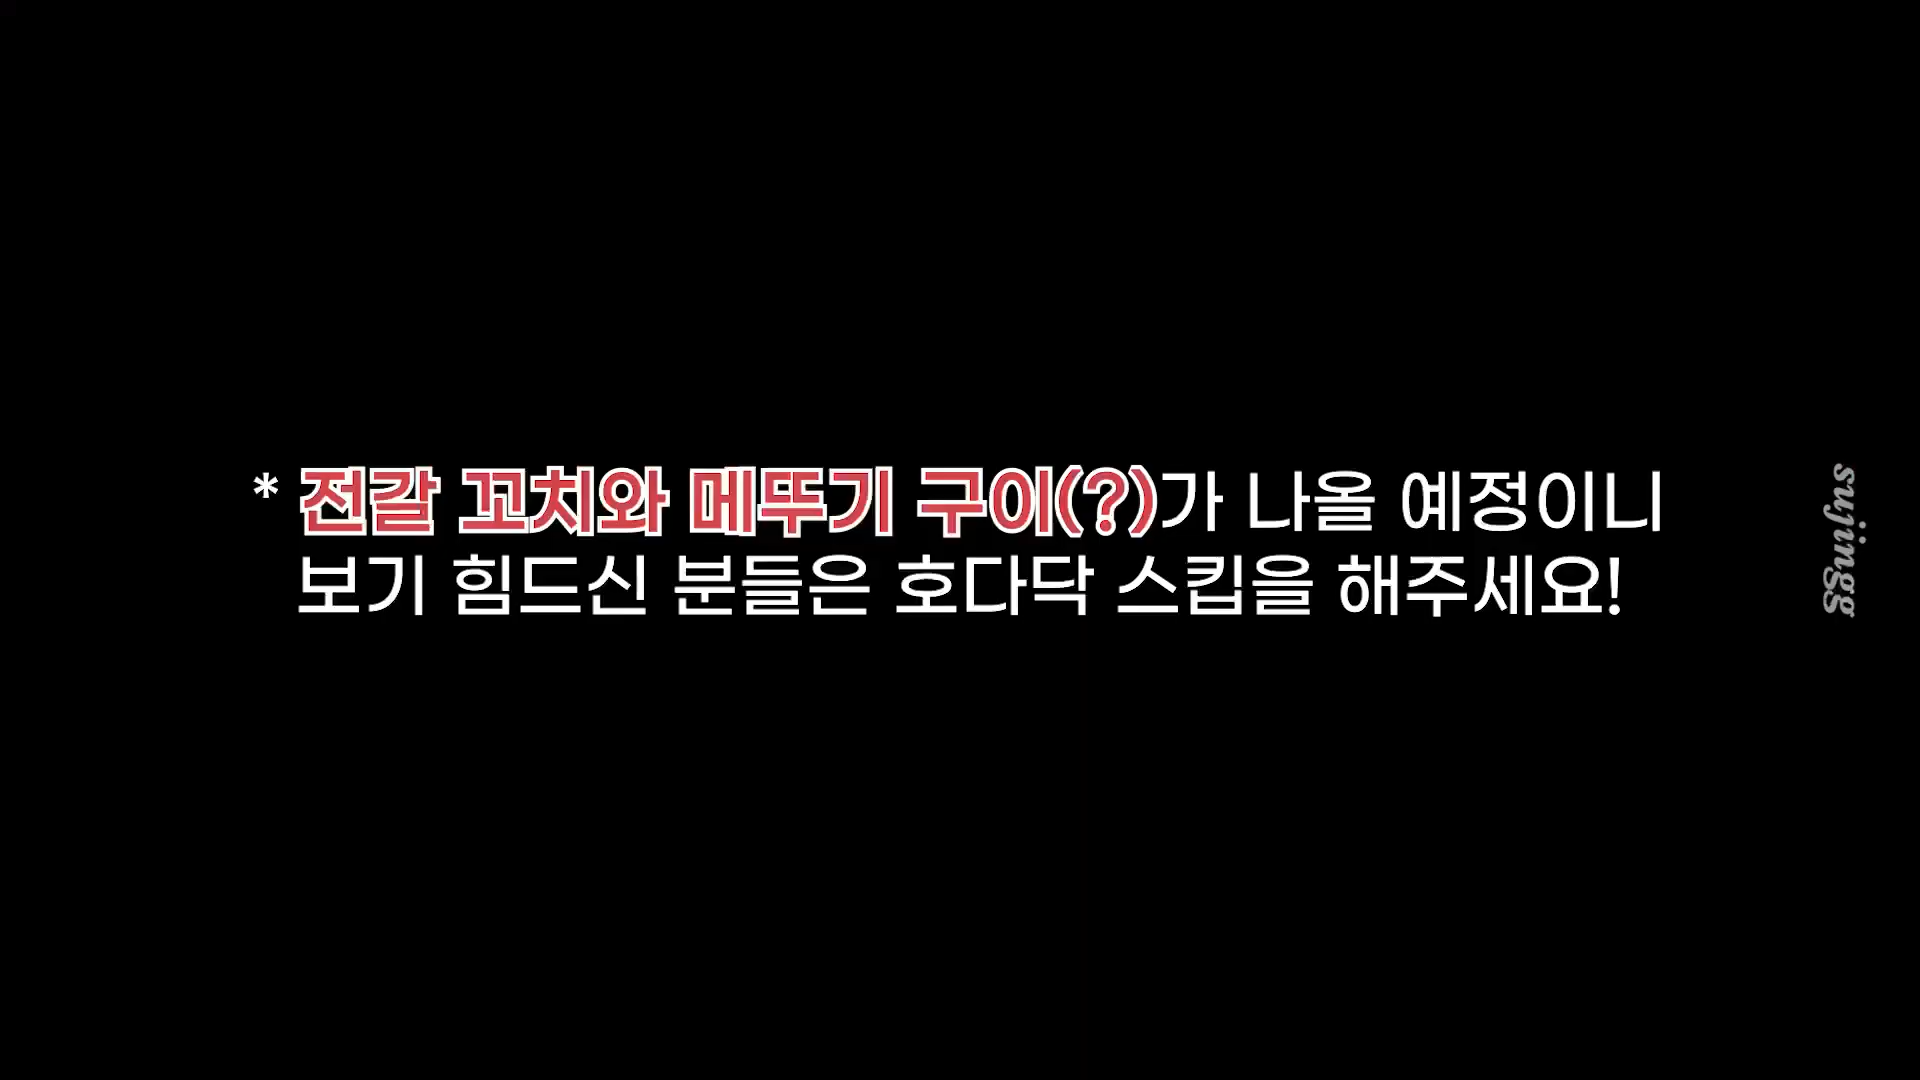 * 전갈 꼬치와 메뚜기 구이(?)가 나올 예정이니
보기 힘드신 분들은 호다닥 스킵을 해주세요!
sujingg